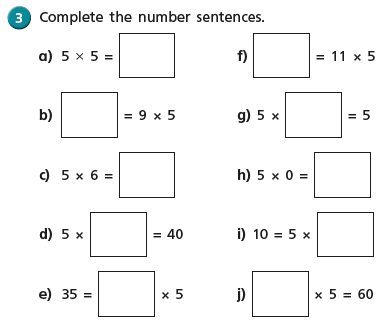 3 Complete the number sentences.
a) 5 × 5 =
b) = 9 × 5
c) 5 × 6 =
d) 5 × = 40
e) 35 = × 5
f) = 11 × 5
g) 5 × = 5
h) 5 × 0 =
i) 10 = 5 ×
j) × 5 = 60